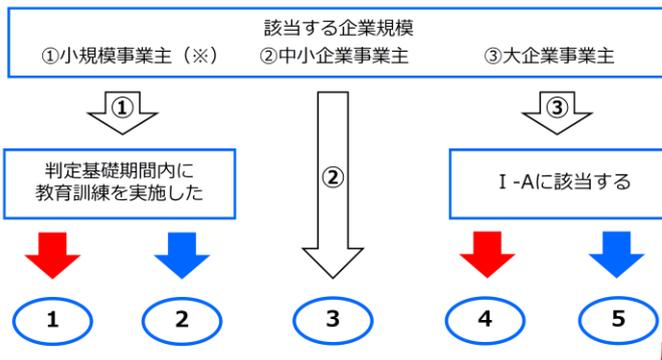 該当する企業規模
①小規模事業主（※） ②中小企業事業主 ③大企業事業主
① ③
判定基礎期間内に
教育訓練を実施した
②
Ⅰ-Aに該当する
1 2 3 4 5